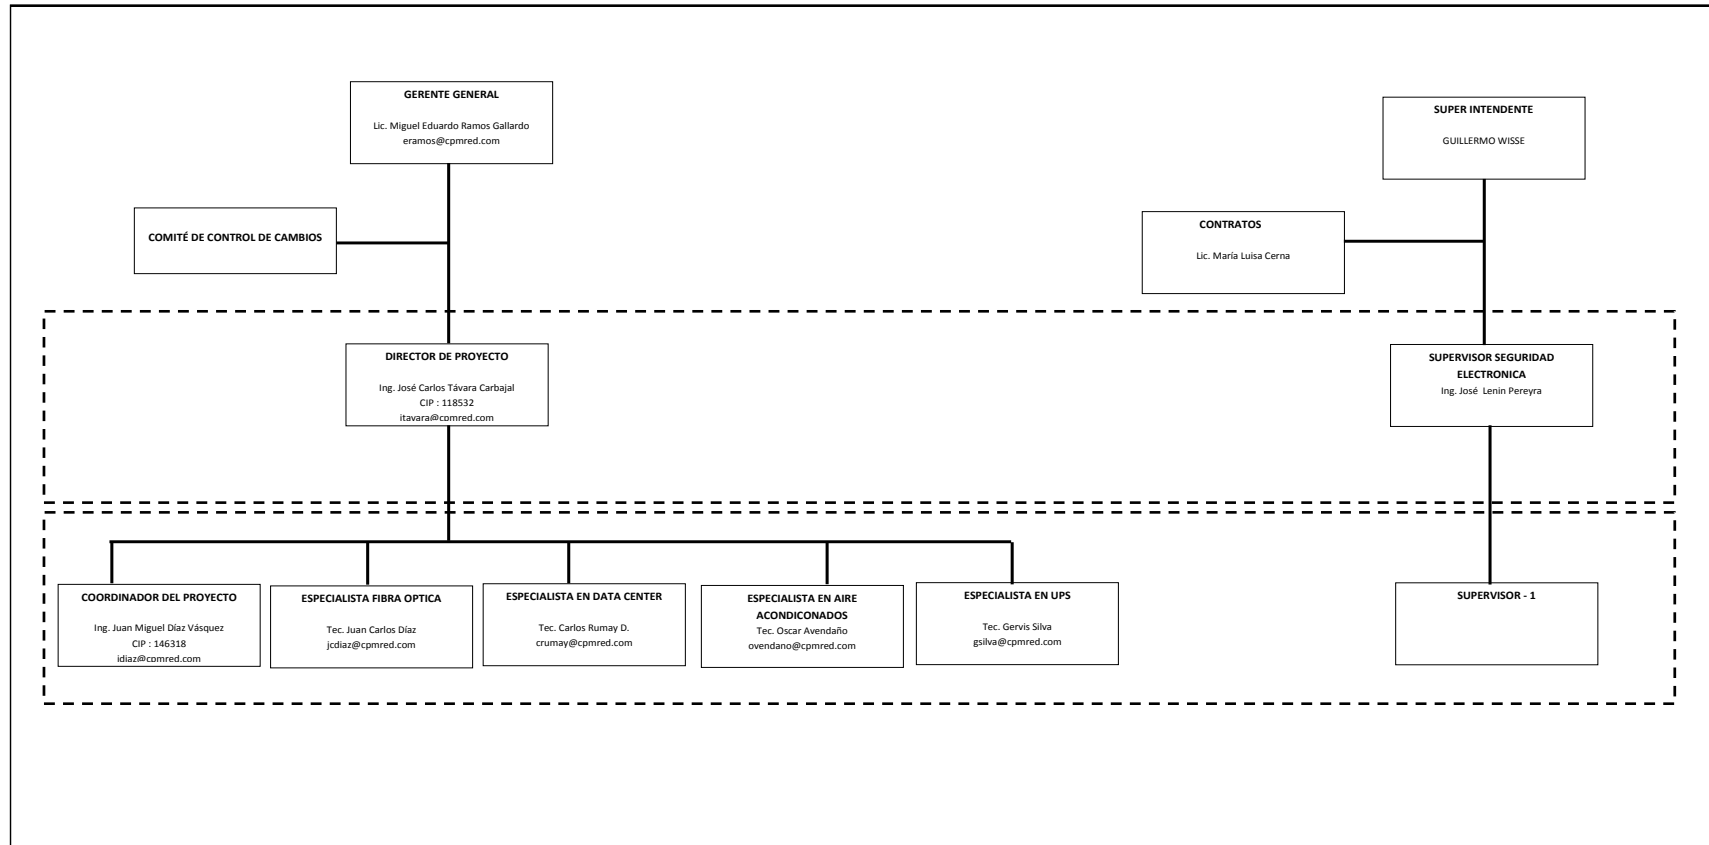 GERENTE GENERAL
Lic. Miguel Eduardo Ramos Gallardo
eramos@cpmred.com
SUPER INTENDENTE
GUILLERMO WISSE
COMITÉ DE CONTROL DE CAMBIOS
CONTRATOS
Lic. María Luisa Cerna
DIRECTOR DE PROYECTO
Ing. José Carlos Távara Carbajal
CIP : 118532
jtavara@cpmred.com
SUPERVISOR SEGURIDAD
ELECTRONICA
Ing. José  Lenin Pereyra
COORDINADOR DEL PROYECTO
Ing. Juan Miguel Díaz Vásquez
CIP : 146318
jdiaz@cpmred.com
ESPECIALISTA FIBRA OPTICA
Tec. Juan Carlos Díaz
jcdiaz@cpmred.com
ESPECIALISTA EN DATA CENTER
Tec. Carlos Rumay D.
crumay@cpmred.com
ESPECIALISTA EN AIRE
ACONDICONADOS
Tec. Oscar Avendaño
ovendano@cpmred.com
ESPECIALISTA EN UPS
Tec. Gervis Silva
gsilva@cpmred.com
SUPERVISOR - 1